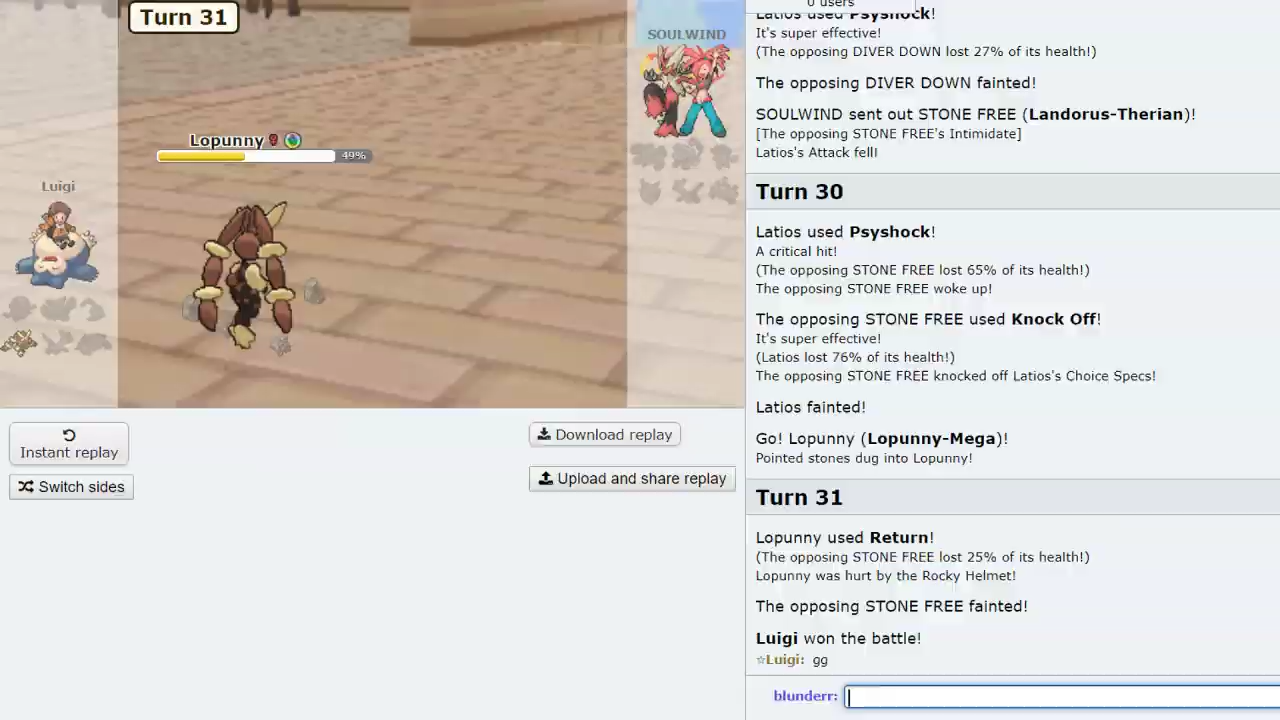 Turn 31
SOULWIND
Lopunny
49%
Luigi
Instant replay
Switch sides
Download replay
Upload and share replay
0 users
Latios used Psyshock!
It's super effective!
(The opposing DIVER DOWN lost 27% of its health!)
The opposing DIVER DOWN fainted!
SOULWIND sent out STONE FREE (Landorus-Therian)!
[The opposing STONE FREE's Intimidate]
Latios's Attack fell!
Turn 30
Latios used Psyshock!
A critical hit!
(The opposing STONE FREE lost 65% of its health!)
The opposing STONE FREE woke up!
The opposing STONE FREE used Knock Off!
It's super effective!
(Latios lost 76% of its health!)
The opposing STONE FREE knocked off Latios's Choice Specs!
Latios fainted!
Go! Lopunny (Lopunny-Mega)!
Pointed stones dug into Lopunny!
Turn 31
Lopunny used Return!
(The opposing STONE FREE lost 25% of its health!)
Lopunny was hurt by the Rocky Helmet!
The opposing STONE FREE fainted!
Luigi won the battle!
☆Luigi: gg
blunderr: